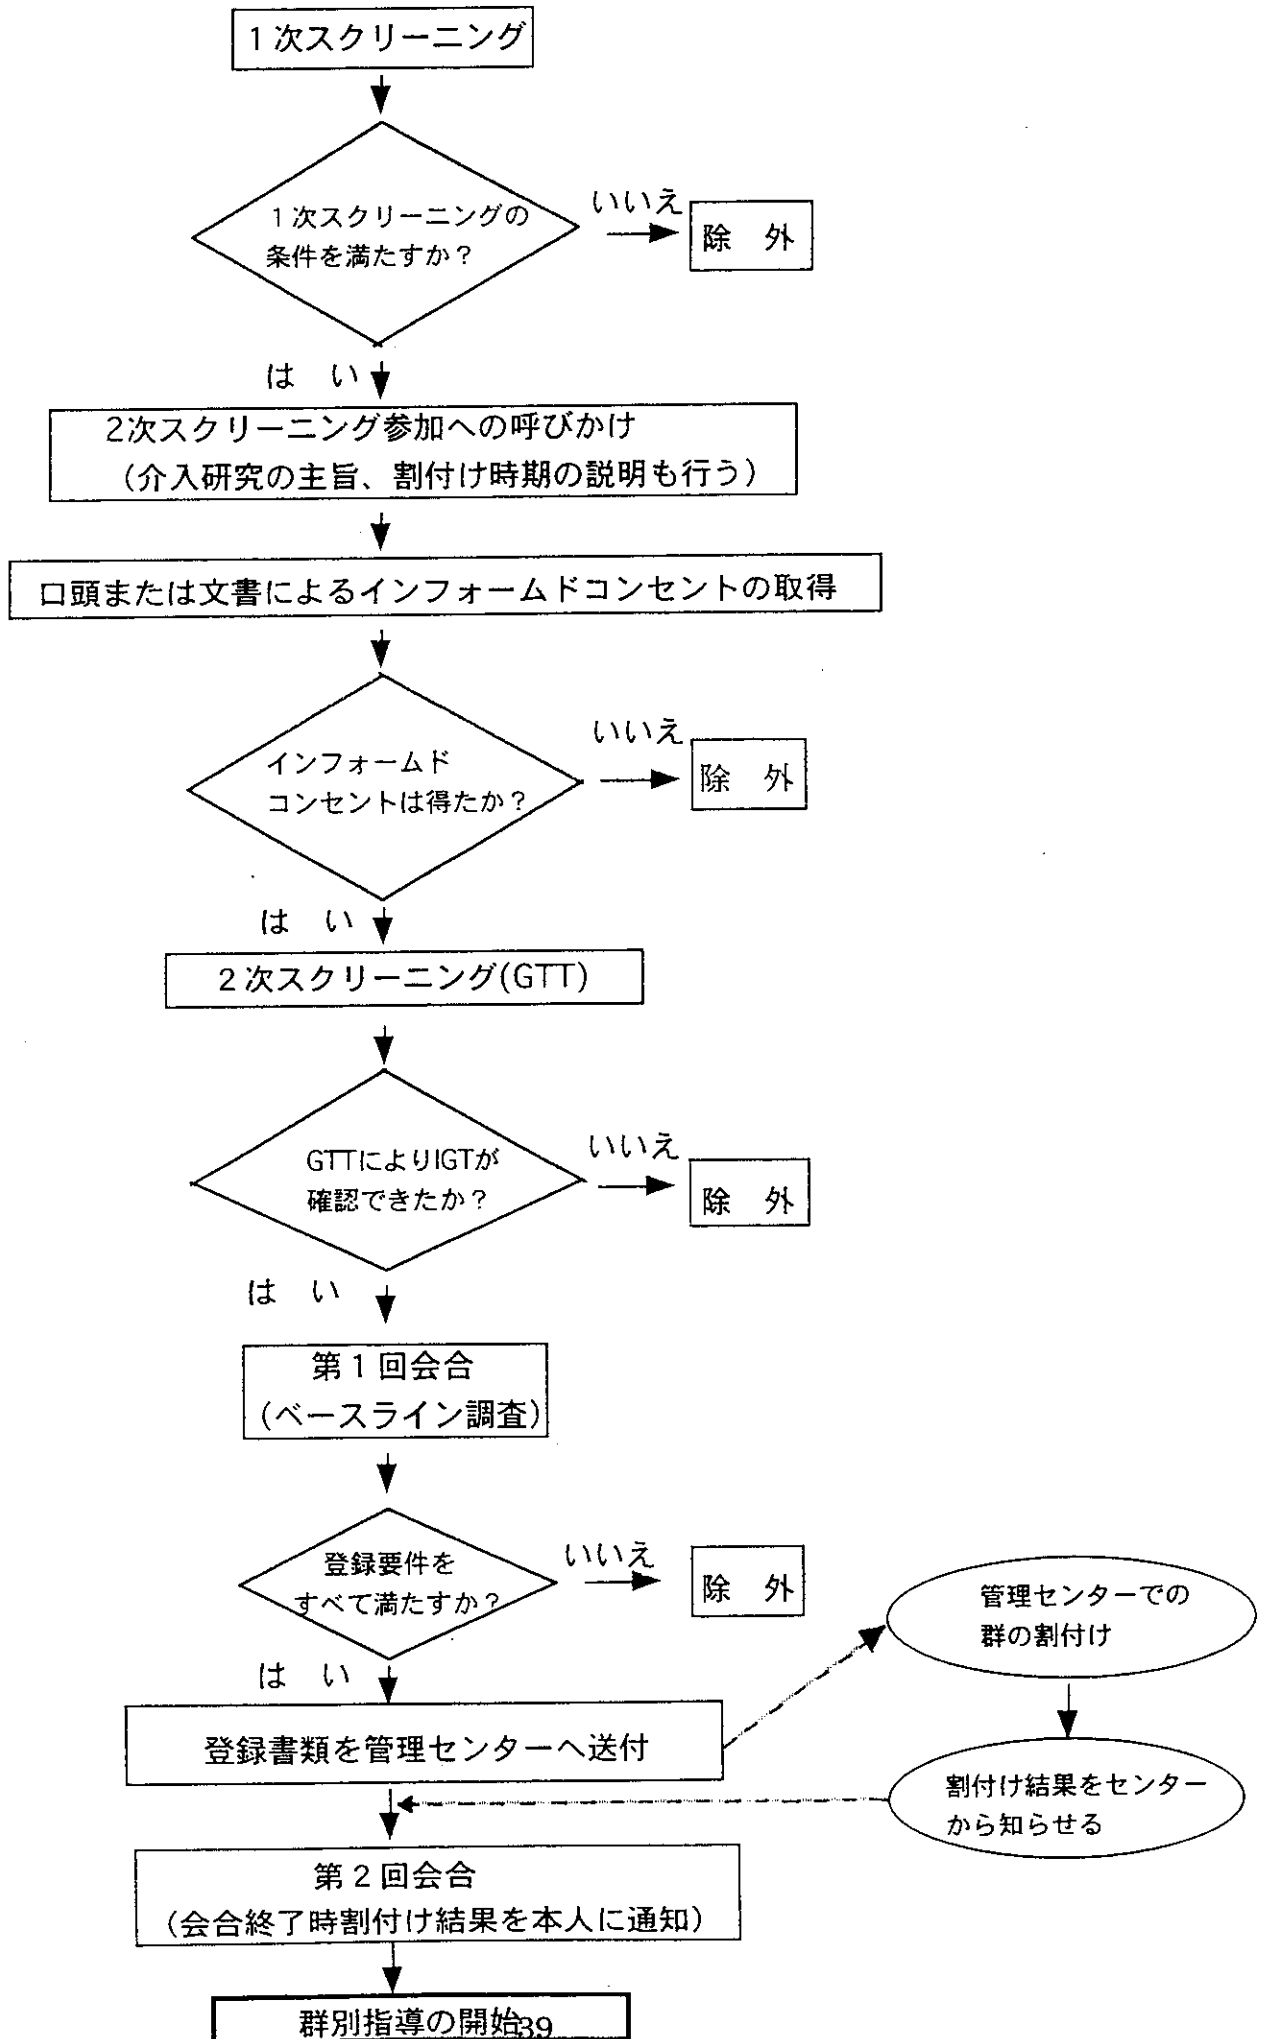 1次スクリーニング
1次スクリーニングの
条件を満たすか？
いいえ
除　外
は　い
2次スクリーニング参加への呼びかけ
（介入研究の主旨、割付け時期の説明も行う）
口頭または文書によるインフォームドコンセントの取得
インフォームド
コンセントは得たか？
いいえ
除　外
は　い
2次スクリーニング(GTT)
GTTによりIGTが
確認できたか？
いいえ
除　外
は　い
第1回会合
（ベースライン調査）
登録要件を
すべて満たすか？
いいえ
除　外
は　い
登録書類を管理センターへ送付
管理センターでの
群の割付け
割付け結果をセンター
から知らせる
第2回会合
（会合終了時割付け結果を本人に通知）
群別指導の開始
39